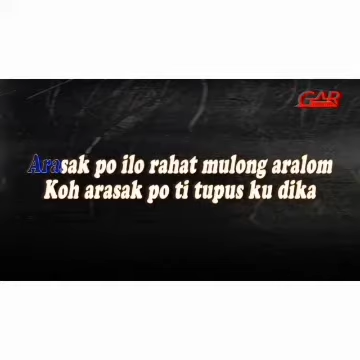 GAR
Arasak po ilo rahat mulong aralom
Koh arasak po ti tupus ku dika